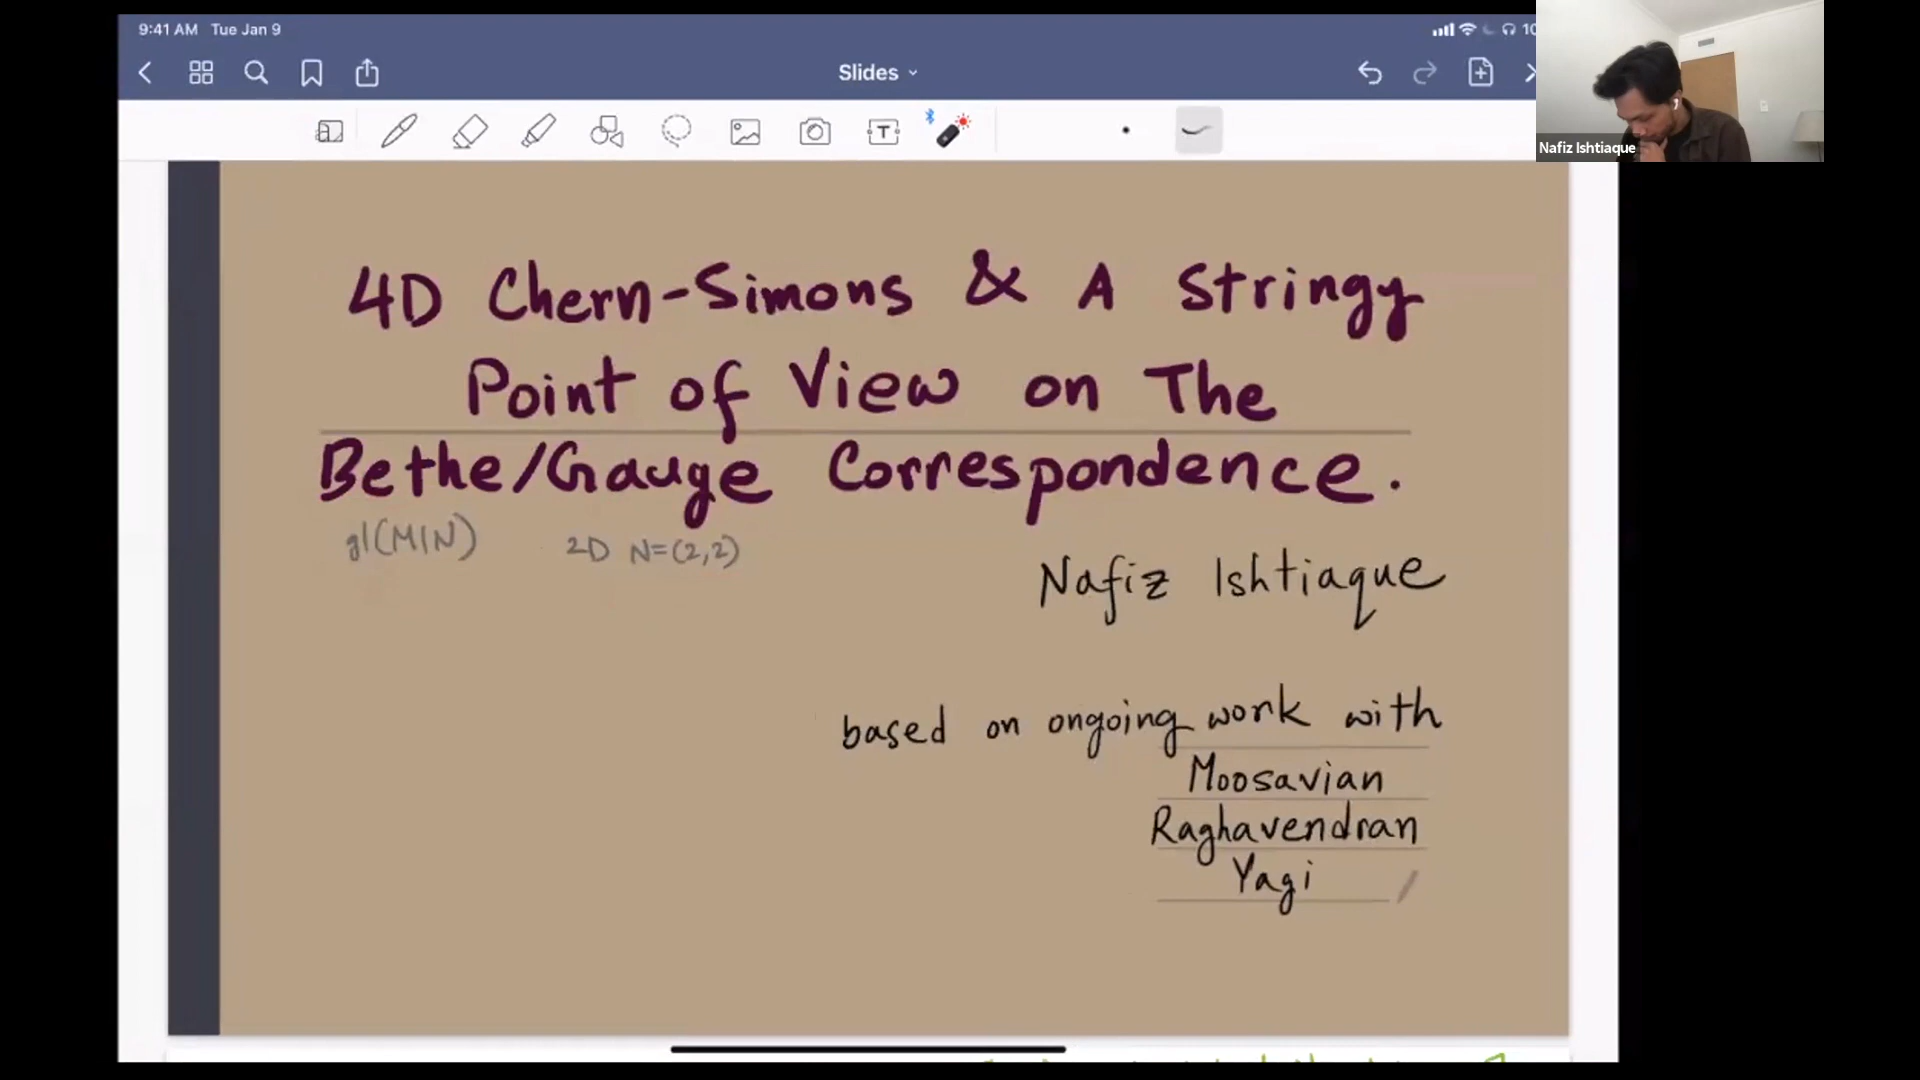 9:41 AM Tue Jan 9
Slides
4D Chern-Simons & A Stringy
Point of View on The
Bethe/Gauge Correspondence.
gl(M|N) 2D N=(2,2)
Nafiz Ishtiaque
based on ongoing work with
Moosavian
Raghavendran
Yagi
Nafiz Ishtiaque